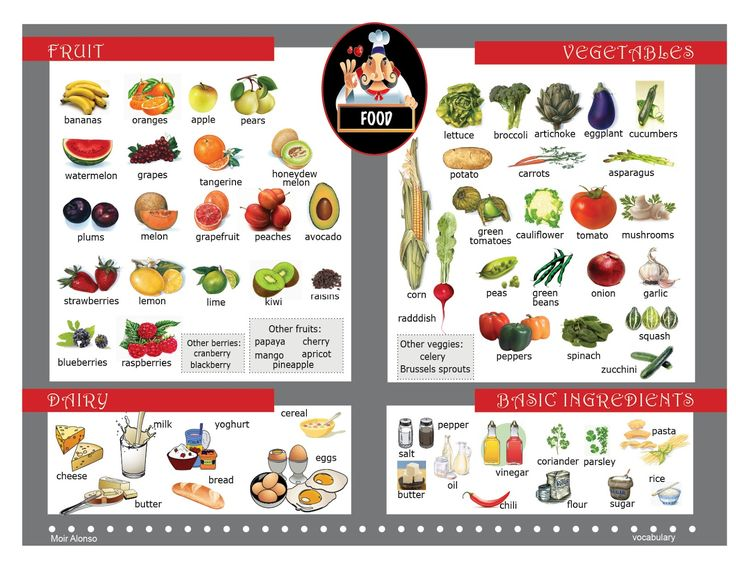 FRUIT
FOOD
VEGETABLES
bananas
oranges
apple
pears
watermelon
grapes
tangerine
honeydew
melon
plums
melon
grapefruit
peaches
avocado
strawberries
lemon
lime
kiwi
raisins
blueberries
raspberries
Other berries:
cranberry
blackberry
Other fruits:
papaya cherry
mango apricot
pineapple
lettuce
broccoli
artichoke
eggplant
cucumbers
potato
carrots
asparagus
green
tomatoes
cauliflower
tomato
mushrooms
corn
radddish
peas
green
beans
onion
garlic
peppers
spinach
squash
zucchini
Other veggies:
celery
Brussels sprouts
DAIRY
cheese
milk
yoghurt
cereal
eggs
bread
butter
BASIC INGREDIENTS
salt
pepper
butter
oil
vinegar
coriander
parsley
pasta
chili
flour
sugar
rice
Moir Alonso
vocabulary